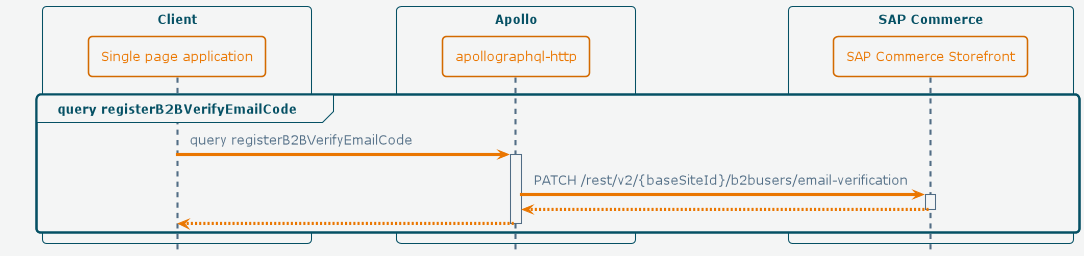 Client
Apollo
SAP Commerce
Single page application
apollographql-http
SAP Commerce Storefront
query registerB2BVerifyEmailCode
query registerB2BVerifyEmailCode
PATCH /rest/v2/{baseSiteId}/b2busers/email-verification